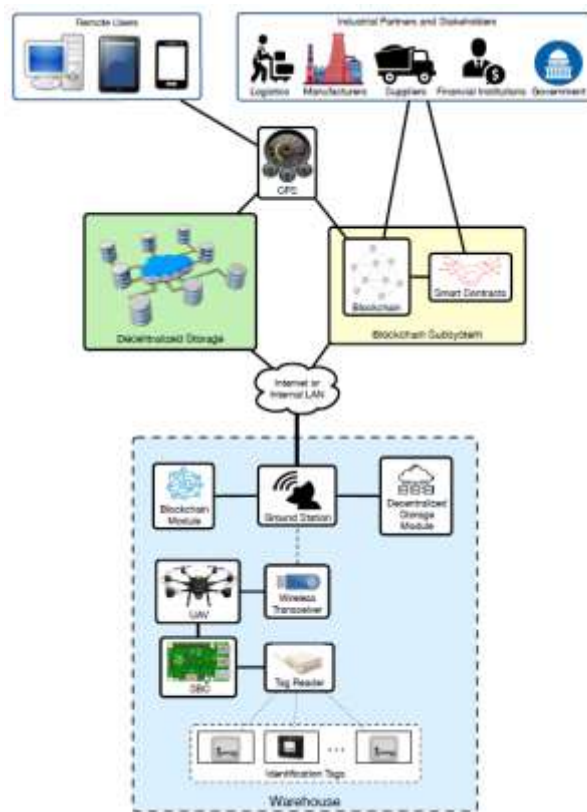 Remote Users
Industrial Partners and Stakeholders
Logistics
Manufacturers
Suppliers
Financial Institutions
Government
Decentralized Storage
Blockchain
Smart Contracts
Blockchain Subsystem
Internet or
Internal LAN
Blockchain
Module
Ground Station
Decentralized
Storage
Module
UAV
Wireless
Transceiver
SBC
Tag Reader
...
Identification Tags
Warehouse